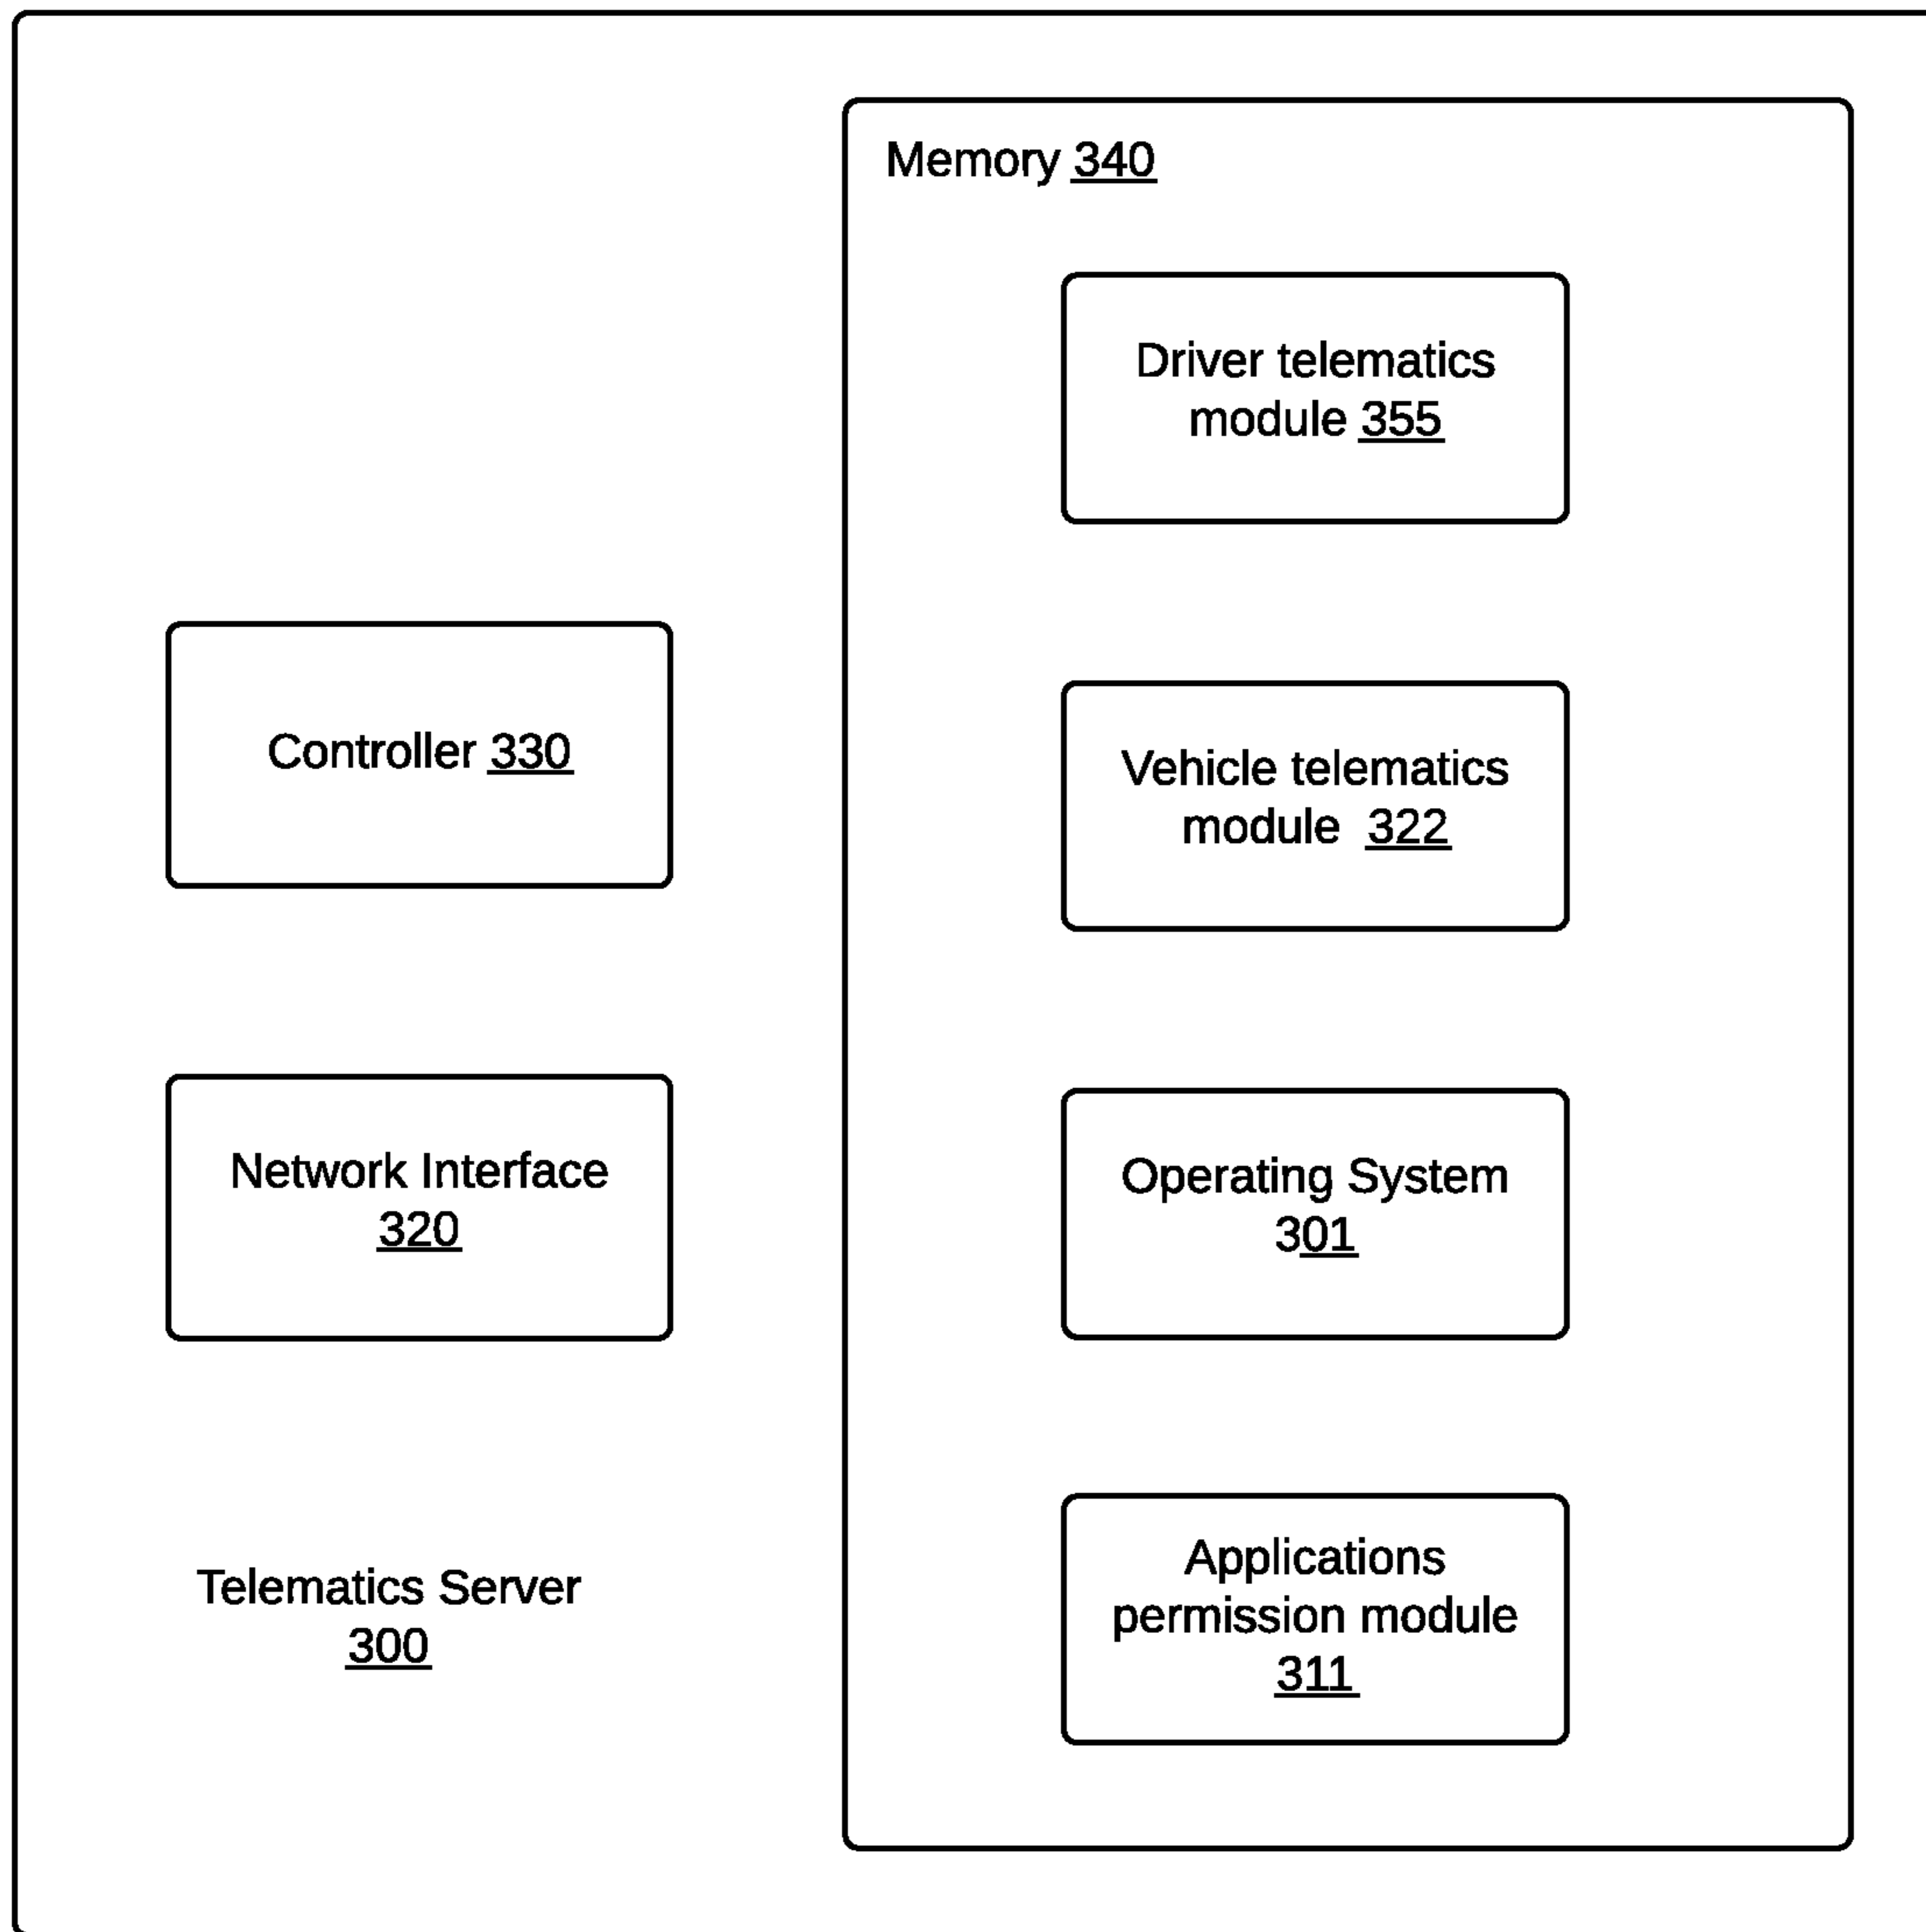 Memory 340
Driver telematics
module 355
Controller 330
Vehicle telematics
module 322
Network Interface
320
Operating System
301
Telematics Server
300
Applications
permission module
311